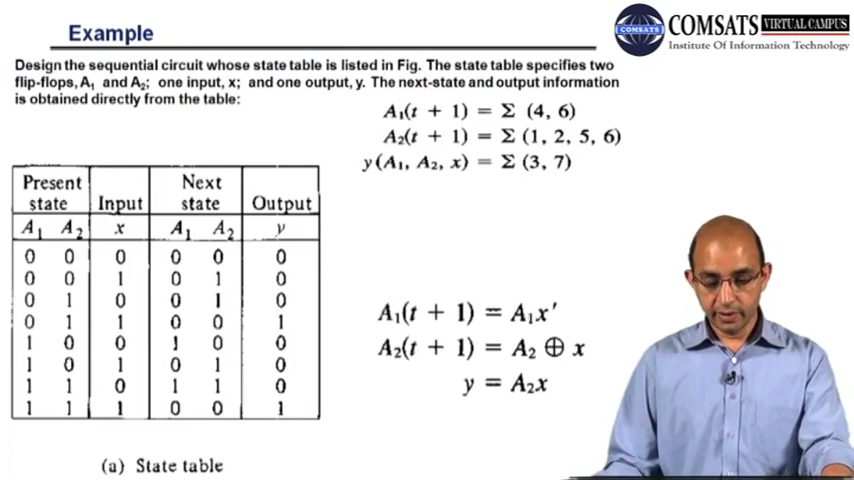 Example
COMSATS VIRTUAL CAMPUS
Institute Of Information Technology
Design the sequential circuit whose state table is listed in Fig. The state table specifies two
flip-flops, A₁ and A₂; one input, x; and one output, y. The next-state and output information
is obtained directly from the table:
A₁(t + 1) = Σ (4, 6)
A₂(t + 1) = Σ (1, 2, 5, 6)
y(A₁, A₂, x) = Σ (3, 7)
Present state Input Next state Output
A₁ A₂ x A₁ A₂ y
0 0 0 0 0 0
0 0 1 0 1 0
0 1 0 0 1 0
0 1 1 0 0 1
1 0 0 1 0 0
1 0 1 0 1 0
1 1 0 1 1 0
1 1 1 0 0 1
(a) State table
A₁(t + 1) = A₁x′
A₂(t + 1) = A₂ ⊕ x
y = A₂x